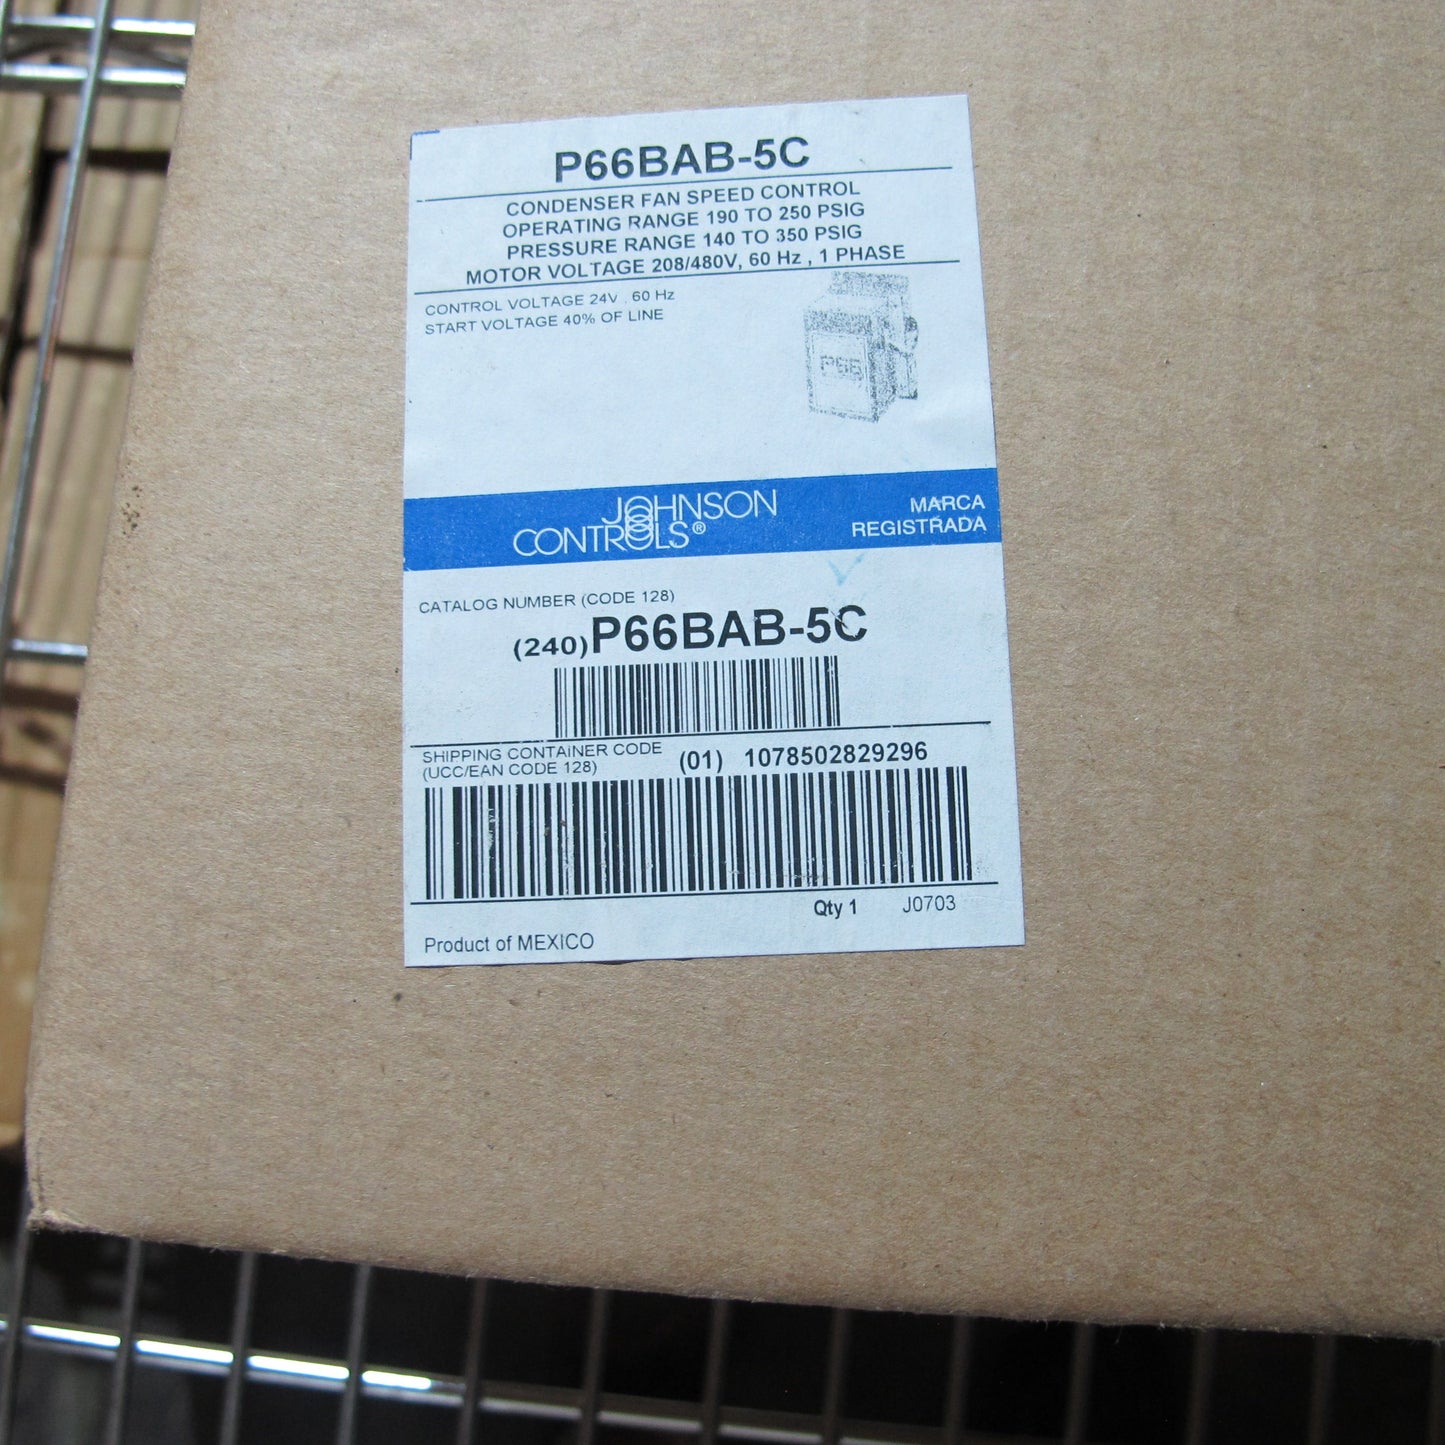 P66BAB-5C
CONDENSER FAN SPEED CONTROL
OPERATING RANGE 190 TO 250 PSIG
PRESSURE RANGE 140 TO 350 PSIG
MOTOR VOLTAGE 208/480V, 60 Hz , 1 PHASE
CONTROL VOLTAGE 24V , 60 Hz
START VOLTAGE 40% OF LINE
P66
JOHNSON
CONTROLS®
MARCA
REGISTRADA
CATALOG NUMBER (CODE 128)
(240)P66BAB-5C
SHIPPING CONTAINER CODE
(UCC/EAN CODE 128)
(01) 1078502829296
Qty 1 J0703
Product of MEXICO